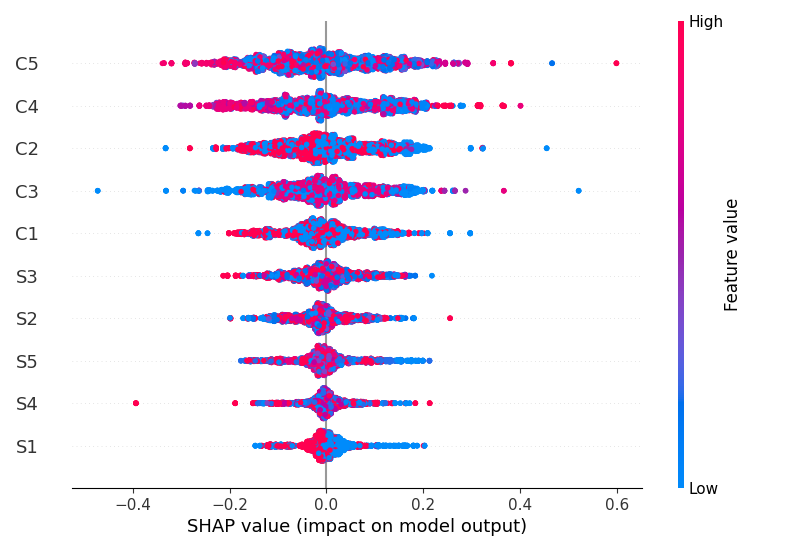 High
C5
C4
C2
C3
C1
S3
S2
S5
S4
S1
Feature value
Low
−0.4 −0.2 0.0 0.2 0.4 0.6
SHAP value (impact on model output)